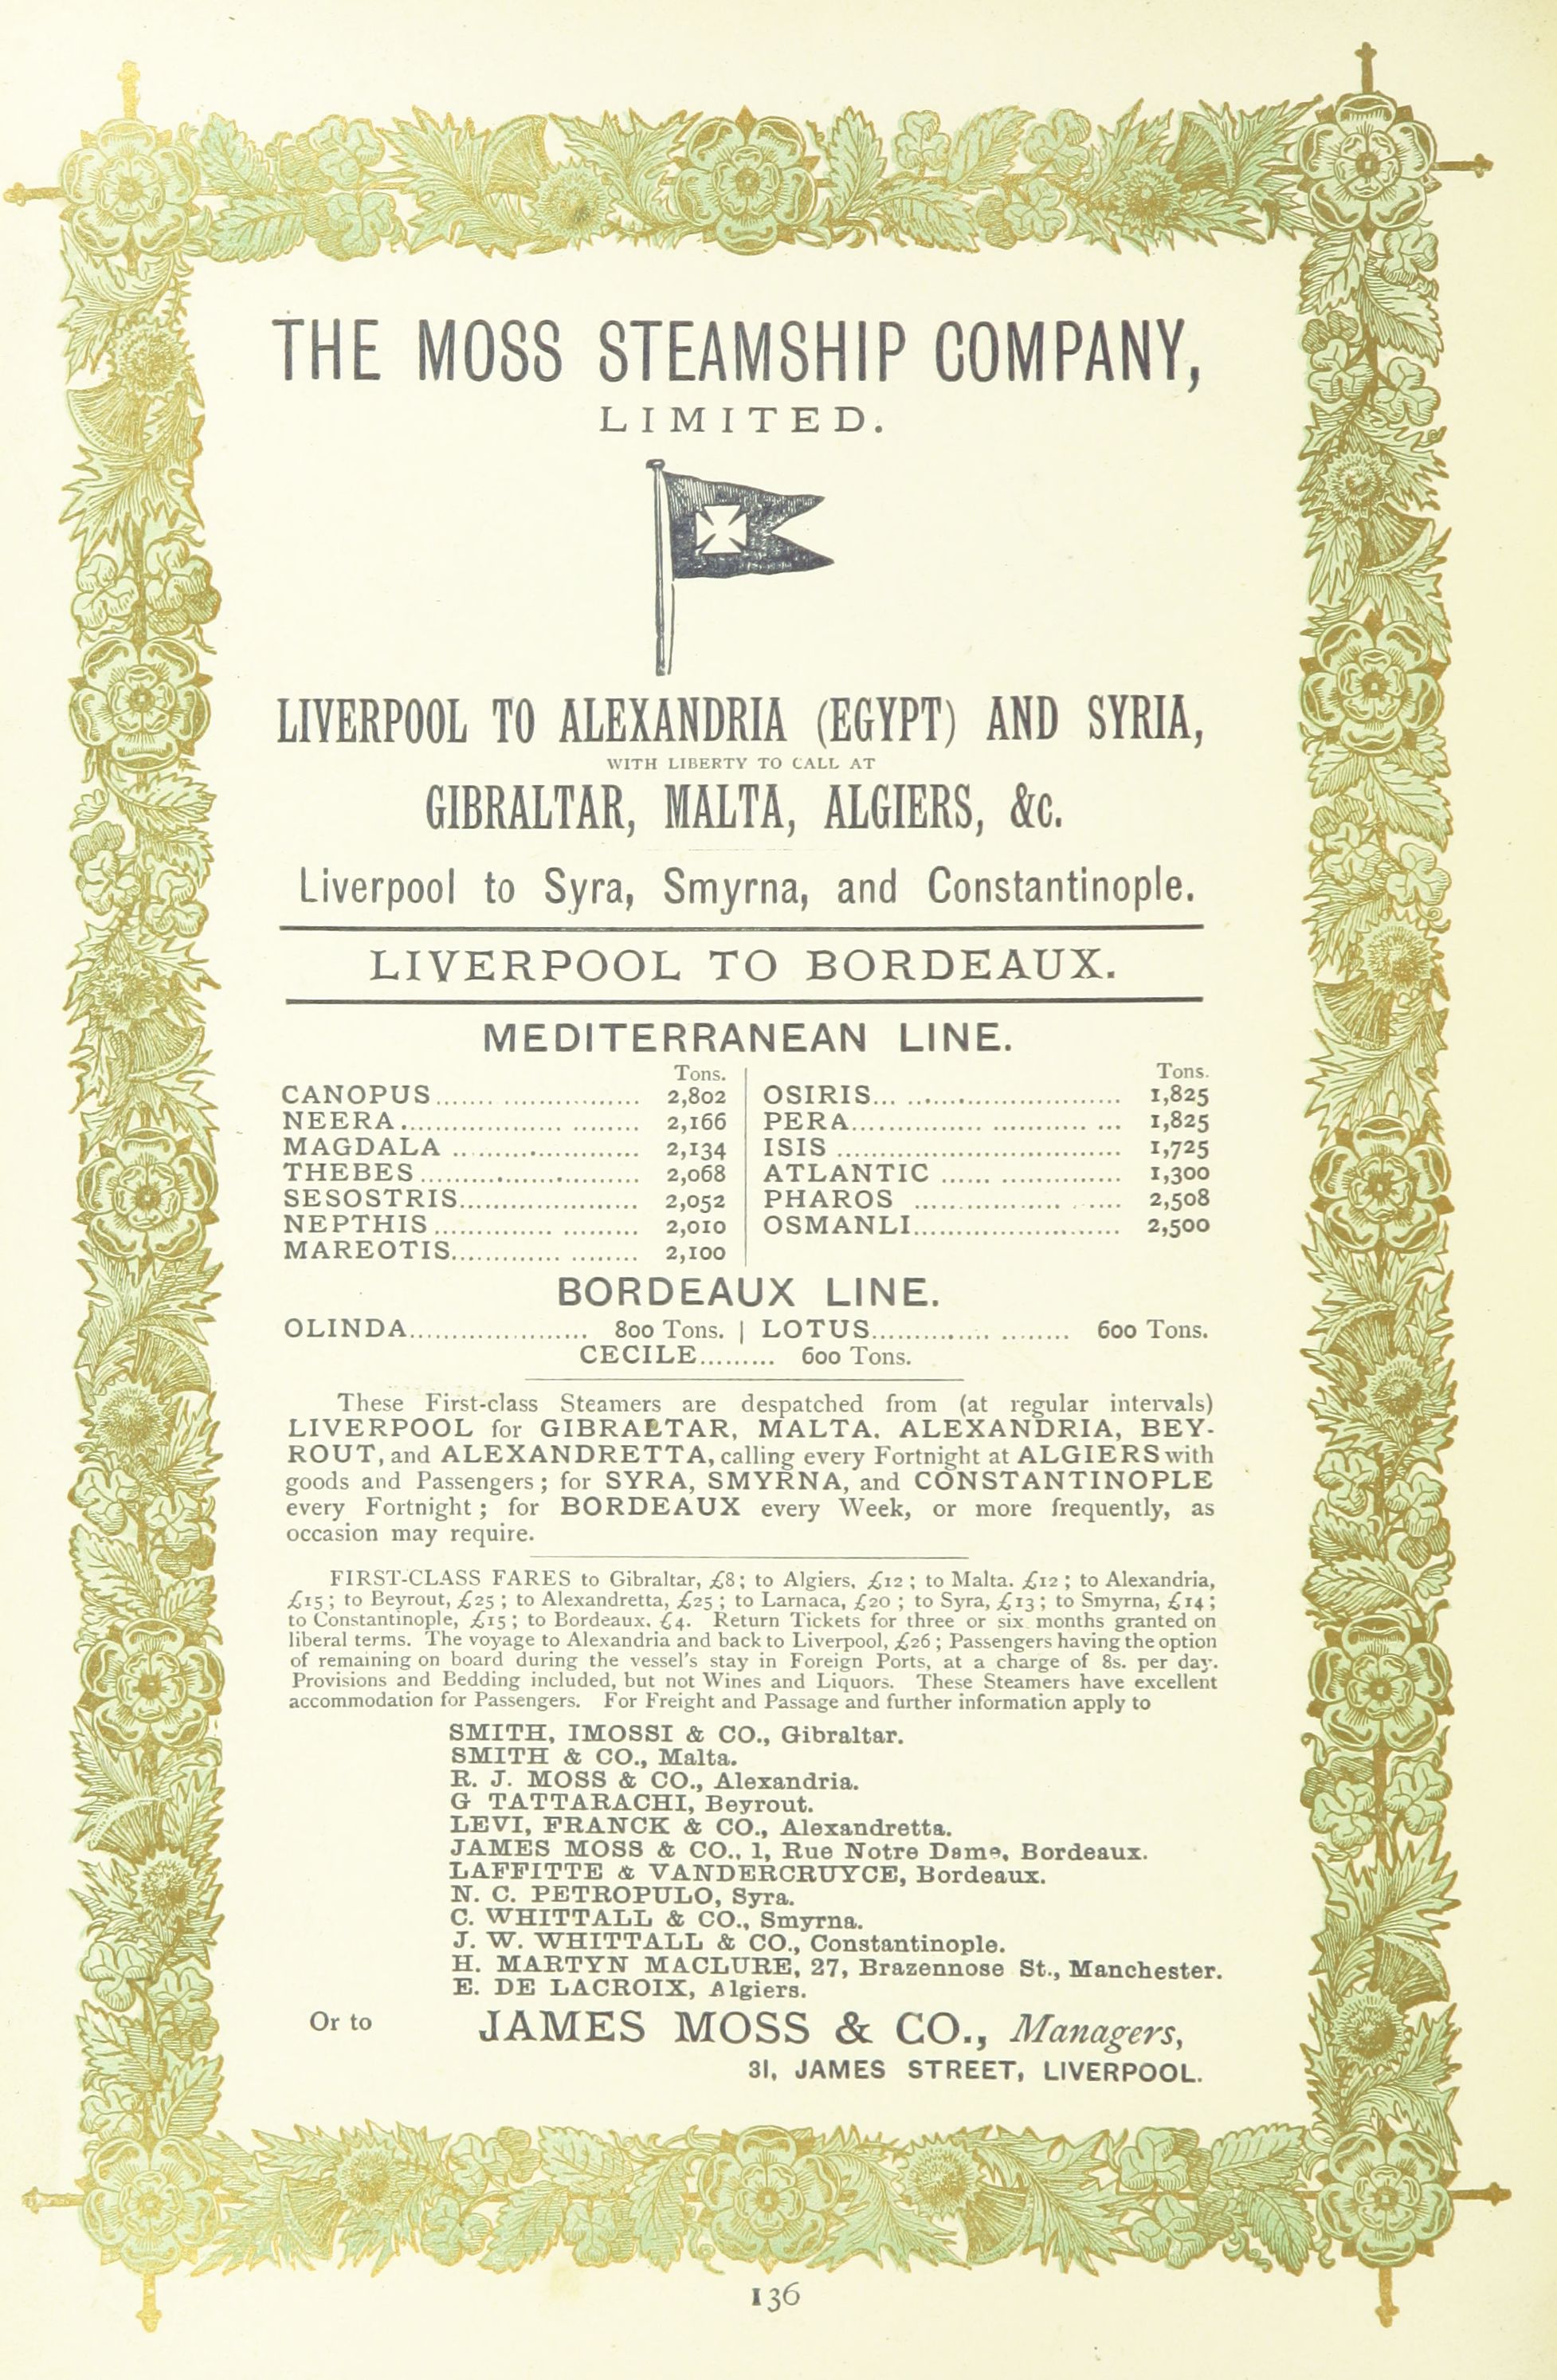 THE MOSS STEAMSHIP COMPANY,
LIMITED.
LIVERPOOL TO ALEXANDRIA (EGYPT) AND SYRIA,
WITH LIBERTY TO CALL AT
GIBRALTAR, MALTA, ALGIERS, &c.
Liverpool to Syra, Smyrna, and Constantinople.
LIVERPOOL TO BORDEAUX.
MEDITERRANEAN LINE.
Tons.
CANOPUS........................... 2,802
NEERA........................... 2,166
MAGDALA ........................ 2,134
THEBES........................... 2,068
SESOSTRIS........................ 2,052
NEPTHIS........................ 2,010
MAREOTIS........................ 2,100
Tons.
OSIRIS.............................. 1,825
PERA.............................. 1,825
ISIS .............................. 1,725
ATLANTIC ........................ 1,300
PHAROS ........................ 2,508
OSMANLI........................ 2,500
BORDEAUX LINE.
OLINDA........................ 800 Tons. | LOTUS........................ 600 Tons.
CECILE......... 600 Tons.
These First-class Steamers are despatched from (at regular intervals)
LIVERPOOL for GIBRALTAR, MALTA, ALEXANDRIA, BEY-
ROUT, and ALEXANDRETTA, calling every Fortnight at ALGIERS with
goods and Passengers; for SYRA, SMYRNA, and CONSTANTINOPLE
every Fortnight; for BORDEAUX every Week, or more frequently, as
occasion may require.
FIRST-CLASS FARES to Gibraltar, £8; to Algiers, £12; to Malta. £12; to Alexandria,
£15; to Beyrout, £25; to Alexandretta, £25; to Larnaca, £20; to Syra, £13; to Smyrna, £14;
to Constantinople, £15; to Bordeaux, £4. Return Tickets for three or six months granted on
liberal terms. The voyage to Alexandria and back to Liverpool, £26; Passengers having the option
of remaining on board during the vessel's stay in Foreign Ports, at a charge of 8s. per day.
Provisions and Bedding included, but not Wines and Liquors. These Steamers have excellent
accommodation for Passengers. For Freight and Passage and further information apply to
SMITH, IMOSSI & CO., Gibraltar.
SMITH & CO., Malta.
R. J. MOSS & CO., Alexandria.
G TATTARACHI, Beyrout.
LEVI, FRANCK & CO., Alexandretta.
JAMES MOSS & CO., 1, Rue Notre Dame, Bordeaux.
LAFFITTE & VANDERCRUYCE, Bordeaux.
N. C. PETROPULO, Syra.
C. WHITTALL & CO., Smyrna.
J. W. WHITTALL & CO., Constantinople.
H. MARTYN MACLURE, 27, Brazennose St., Manchester.
E. DE LACROIX, Algiers.
Or to JAMES MOSS & CO., Managers,
31, JAMES STREET, LIVERPOOL.
136